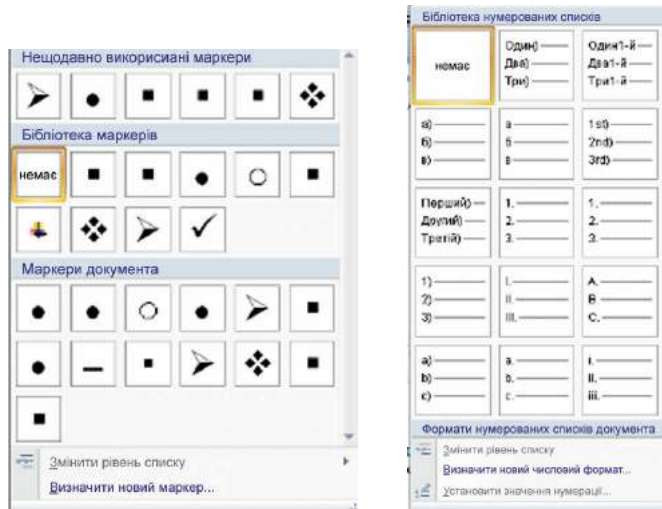 Нещодавно використані маркери
Бібліотека маркерів
немає
Маркери документа
Змінити рівень списку
Визначити новий маркер...
Бібліотека нумерованих списків
немає
Один)
Два)
Три)
Один1-й
Два1-й
Три1-й
а)
б)
в)
а
б
в
1st)
2nd)
3rd)
Перший)
Другий)
Третій)
1.
2.
3.
1.
2.
3.
1)
2)
3)
I.
II.
III.
A.
B.
C.
a)
b)
c)
a.
b.
c.
i.
ii.
iii.
Формати нумерованих списків документа
Змінити рівень списку
Визначити новий числовий формат...
Установити значення нумерації...